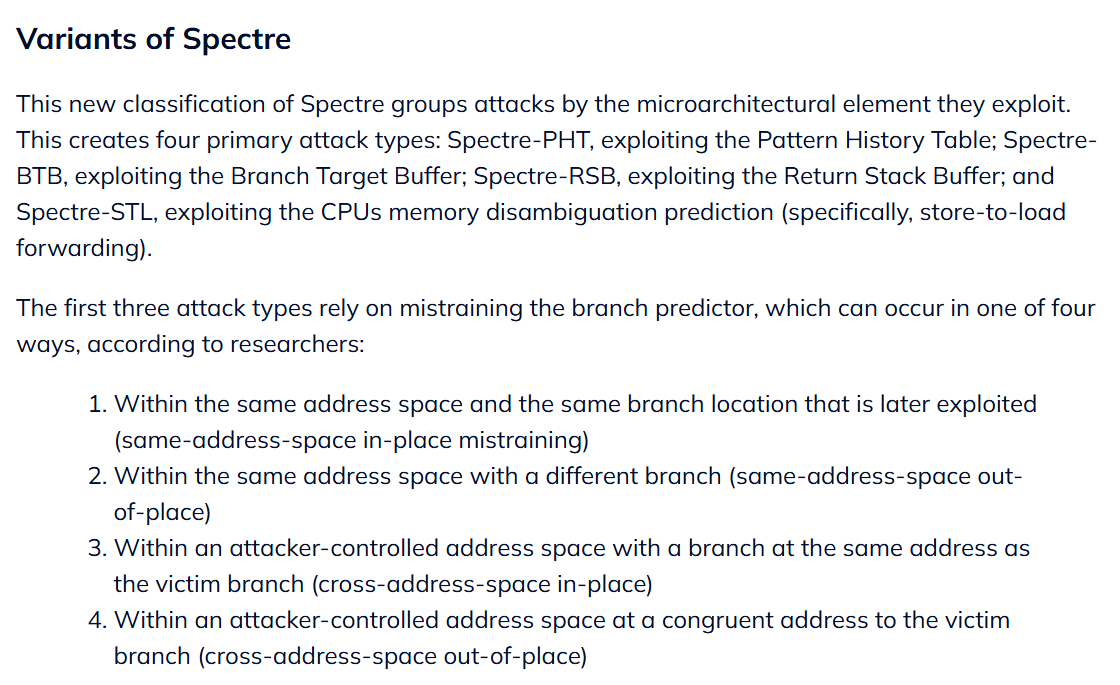 Variants of Spectre
This new classification of Spectre groups attacks by the microarchitectural element they exploit.
This creates four primary attack types: Spectre-PHT, exploiting the Pattern History Table; Spectre-
BTB, exploiting the Branch Target Buffer; Spectre-RSB, exploiting the Return Stack Buffer; and
Spectre-STL, exploiting the CPUs memory disambiguation prediction (specifically, store-to-load
forwarding).
The first three attack types rely on mistraining the branch predictor, which can occur in one of four
ways, according to researchers:
1. Within the same address space and the same branch location that is later exploited
(same-address-space in-place mistraining)
2. Within the same address space with a different branch (same-address-space out-
of-place)
3. Within an attacker-controlled address space with a branch at the same address as
the victim branch (cross-address-space in-place)
4. Within an attacker-controlled address space at a congruent address to the victim
branch (cross-address-space out-of-place)